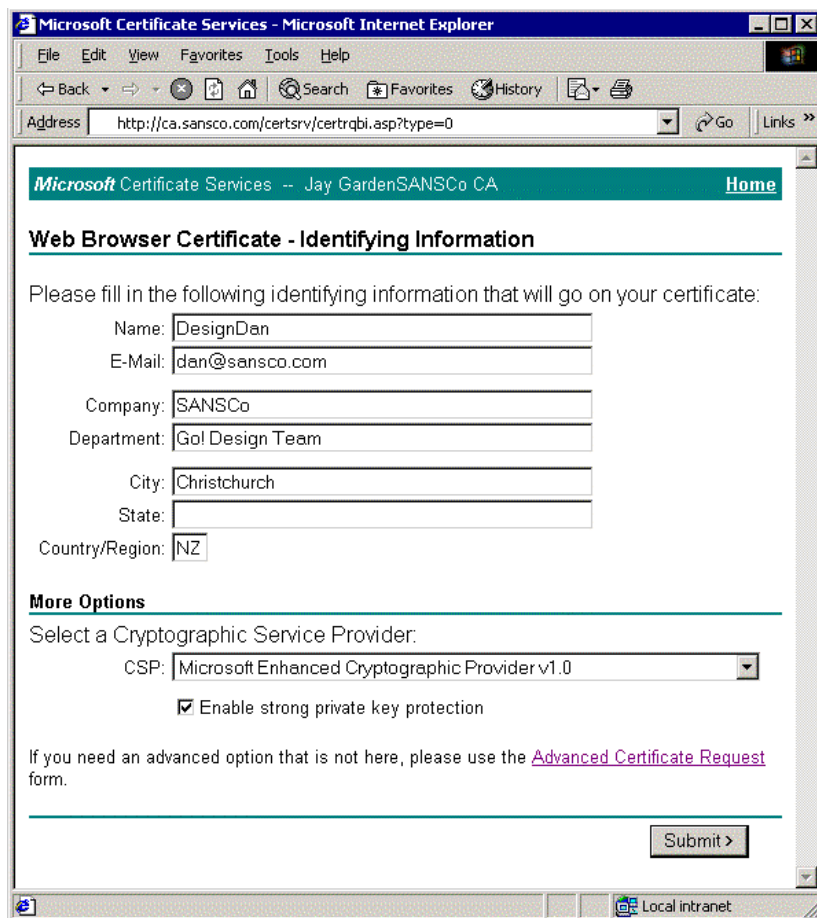 Microsoft Certificate Services - Microsoft Internet Explorer
File Edit View Favorites Tools Help
Back Search Favorites History
Address http://ca.sansco.com/certsrv/certrqbi.asp?type=0 Go Links »
Microsoft Certificate Services -- Jay GardenSANSCo CA Home
Web Browser Certificate - Identifying Information
Please fill in the following identifying information that will go on your certificate:
Name: DesignDan
E-Mail: dan@sansco.com
Company: SANSCo
Department: Go! Design Team
City: Christchurch
State:
Country/Region: NZ
More Options
Select a Cryptographic Service Provider:
CSP: Microsoft Enhanced Cryptographic Provider v1.0
Enable strong private key protection
If you need an advanced option that is not here, please use the Advanced Certificate Request
form.
Submit >
Local intranet